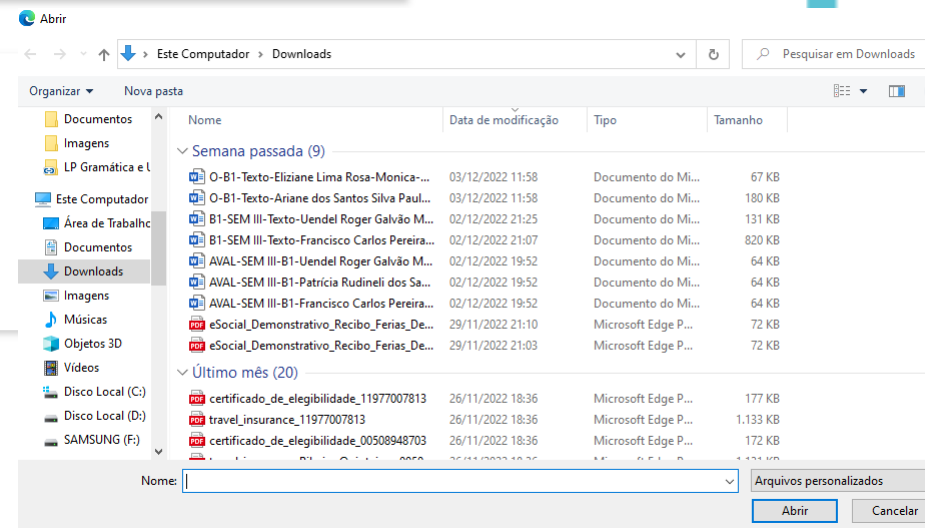 Abrir
Este Computador > Downloads
Pesquisar em Downloads
Organizar
Nova pasta
Documentos
Imagens
LP Gramática e U
Este Computador
Área de Trabalho
Documentos
Downloads
Imagens
Músicas
Objetos 3D
Vídeos
Disco Local (C:)
Disco Local (D:)
SAMSUNG (F:)
Nome Data de modificação Tipo Tamanho
Semana passada (9)
O-B1-Texto-Eliziane Lima Rosa-Monica-... 03/12/2022 11:58 Documento do Mi... 67 KB
O-B1-Texto-Ariane dos Santos Silva Paul... 03/12/2022 11:58 Documento do Mi... 180 KB
B1-SEM III-Texto-Uendel Roger Galvão M... 02/12/2022 21:25 Documento do Mi... 131 KB
B1-SEM III-Texto-Francisco Carlos Pereira... 02/12/2022 21:07 Documento do Mi... 820 KB
AVAL-SEM III-B1-Uendel Roger Galvão M... 02/12/2022 19:52 Documento do Mi... 64 KB
AVAL-SEM III-B1-Patrícia Rudineli dos Sa... 02/12/2022 19:52 Documento do Mi... 64 KB
AVAL-SEM III-B1-Francisco Carlos Pereira... 02/12/2022 19:52 Documento do Mi... 64 KB
eSocial_Demonstrativo_Recibo_Ferias_De... 29/11/2022 21:10 Microsoft Edge P... 72 KB
eSocial_Demonstrativo_Recibo_Ferias_De... 29/11/2022 21:03 Microsoft Edge P... 72 KB
Último mês (20)
certificado_de_elegibilidade_11977007813 26/11/2022 18:36 Microsoft Edge P... 177 KB
travel_insurance_11977007813 26/11/2022 18:36 Microsoft Edge P... 1.133 KB
certificado_de_elegibilidade_00508948703 26/11/2022 18:36 Microsoft Edge P... 172 KB
Nome:
Arquivos personalizados
Abrir
Cancelar